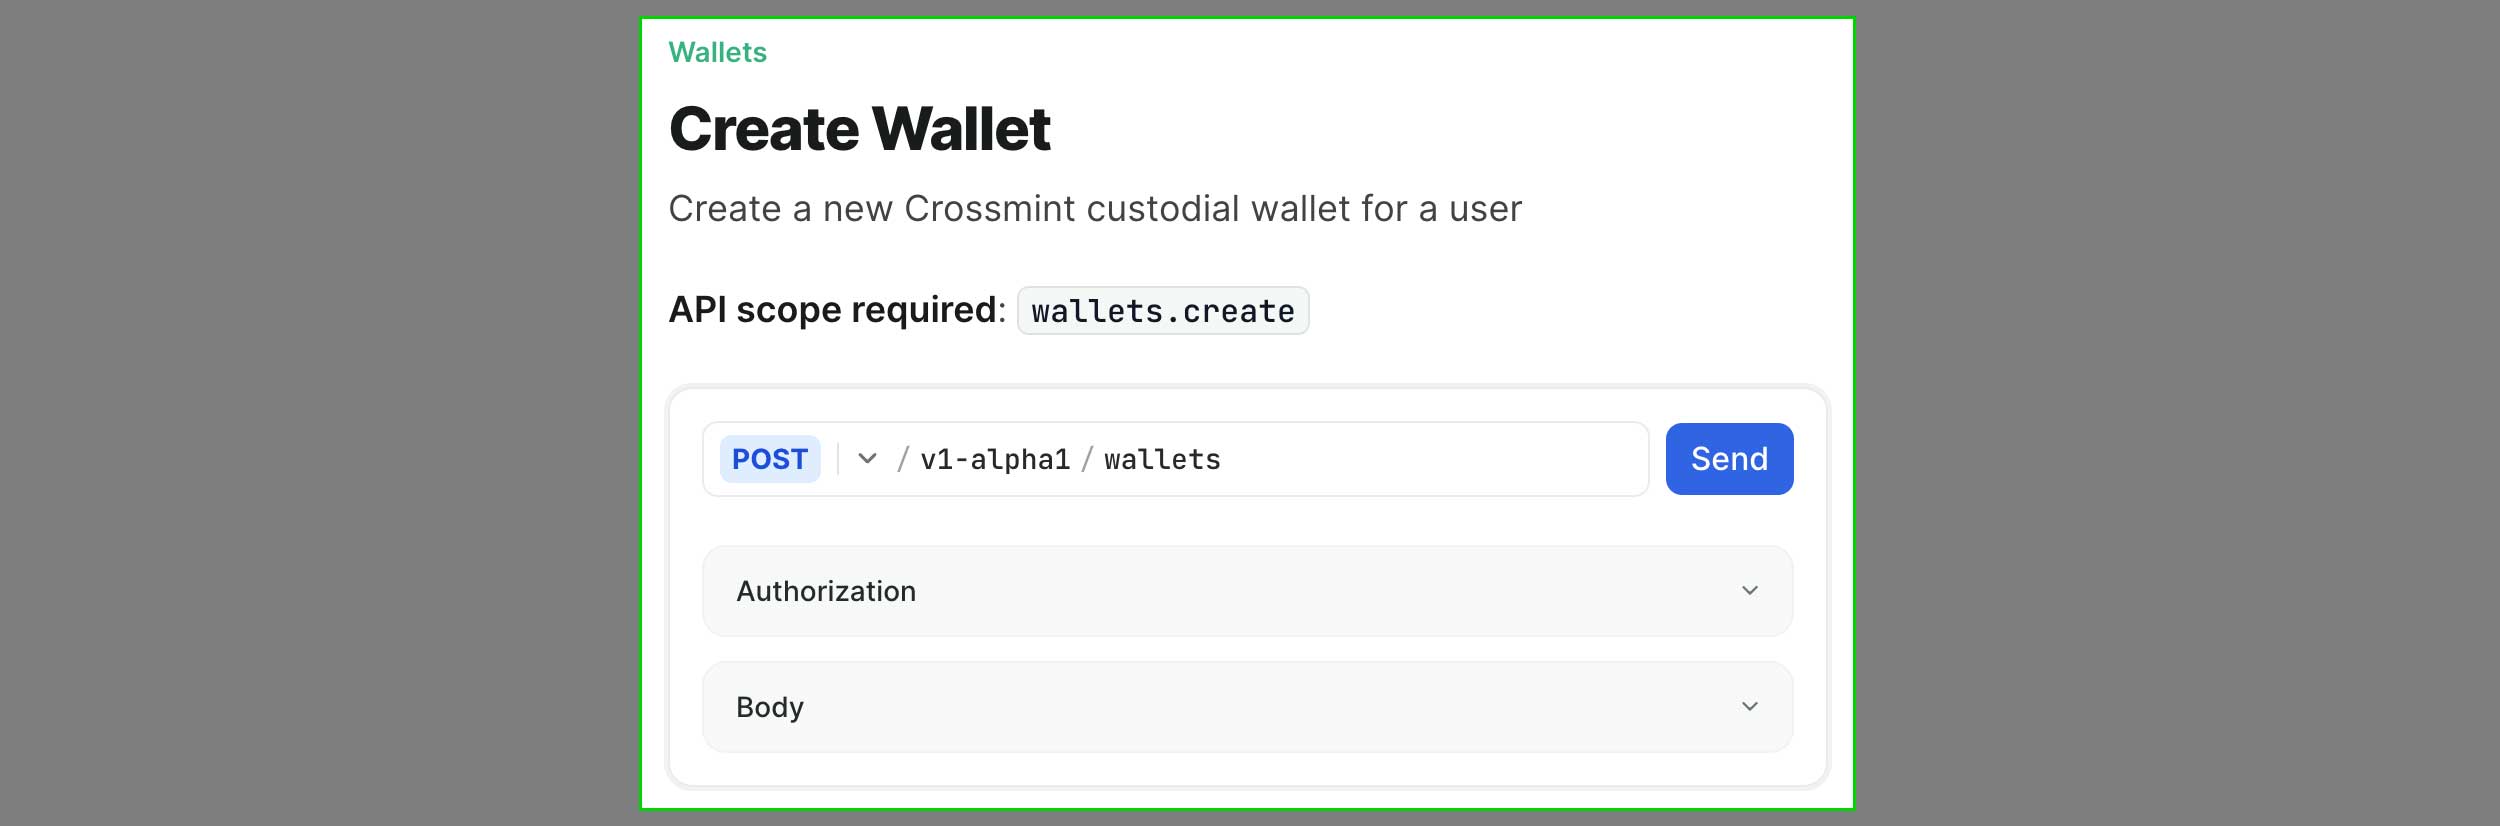 Wallets
Create Wallet
Create a new Crossmint custodial wallet for a user
API scope required: wallets.create
POST / v1-alpha1 / wallets Send
Authorization
Body